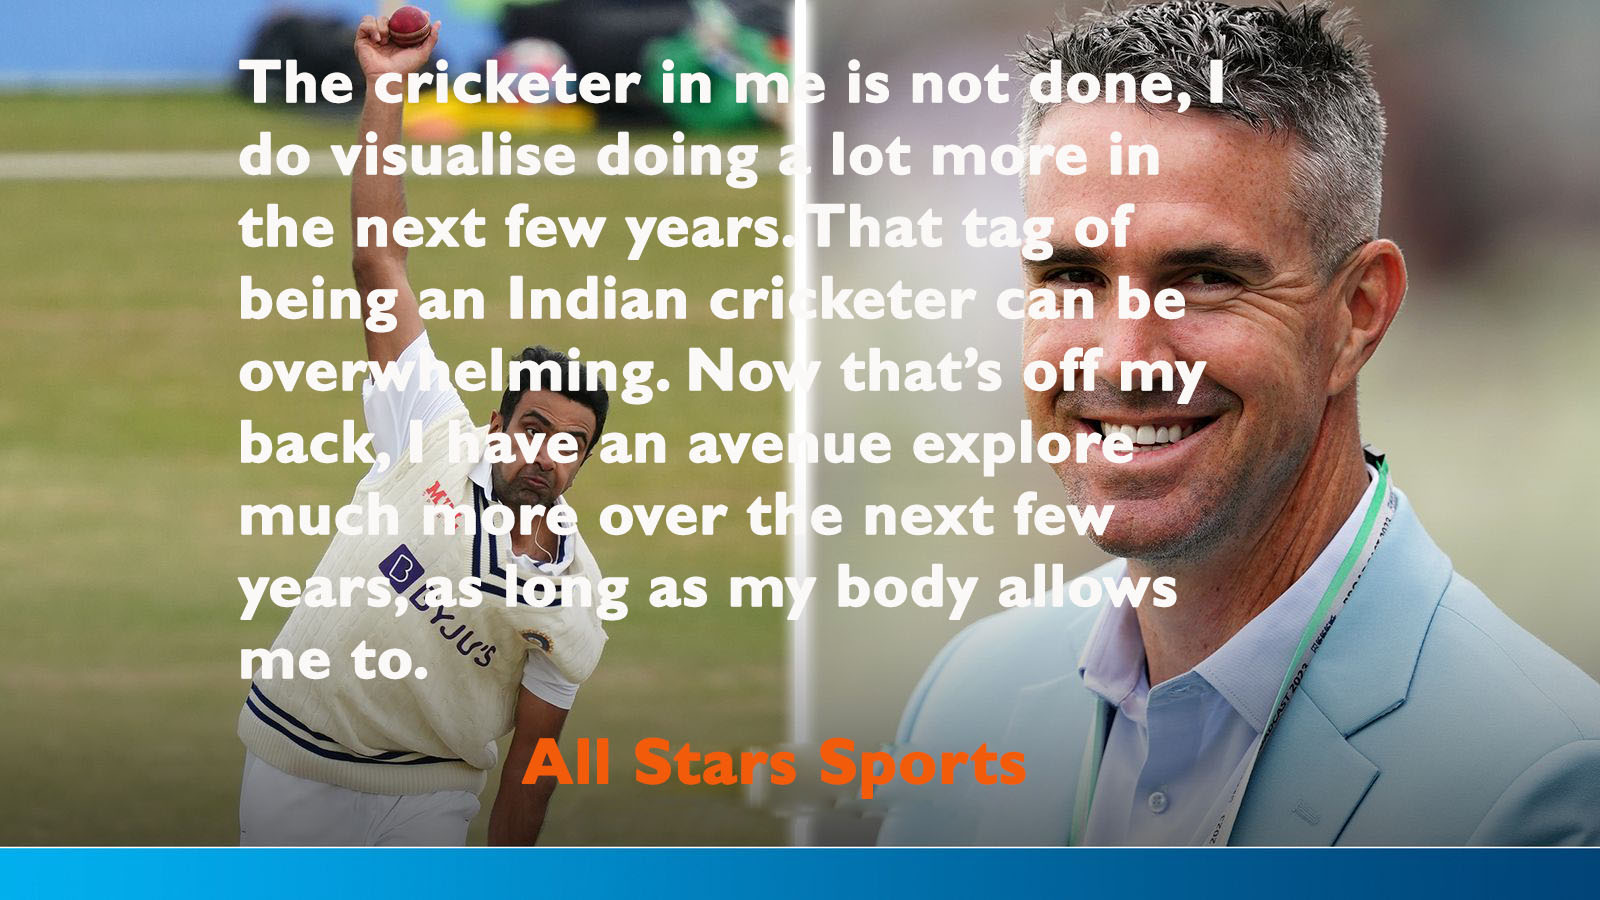 The cricketer in me is not done, I
do visualise doing a lot more in
the next few years. That tag of
being an Indian cricketer can be
overwhelming. Now that’s off my
back, I have an avenue explore
much more over the next few
years, as long as my body allows
me to.
All Stars Sports
B
BYJU'S
2023